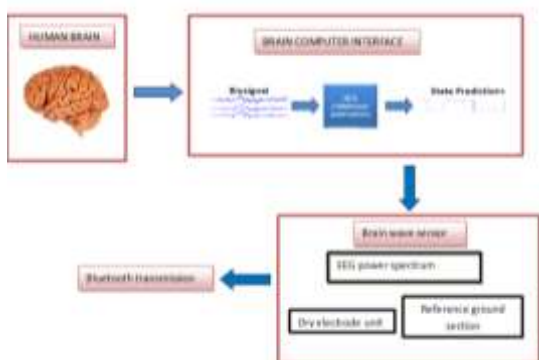 HUMAN BRAIN
BRAIN COMPUTER INTERFACE
Biosignal
State Predictions
Brain wave sensor
EEG power spectrum
Dry electrode unit
Reference ground
section
Bluetooth transmission